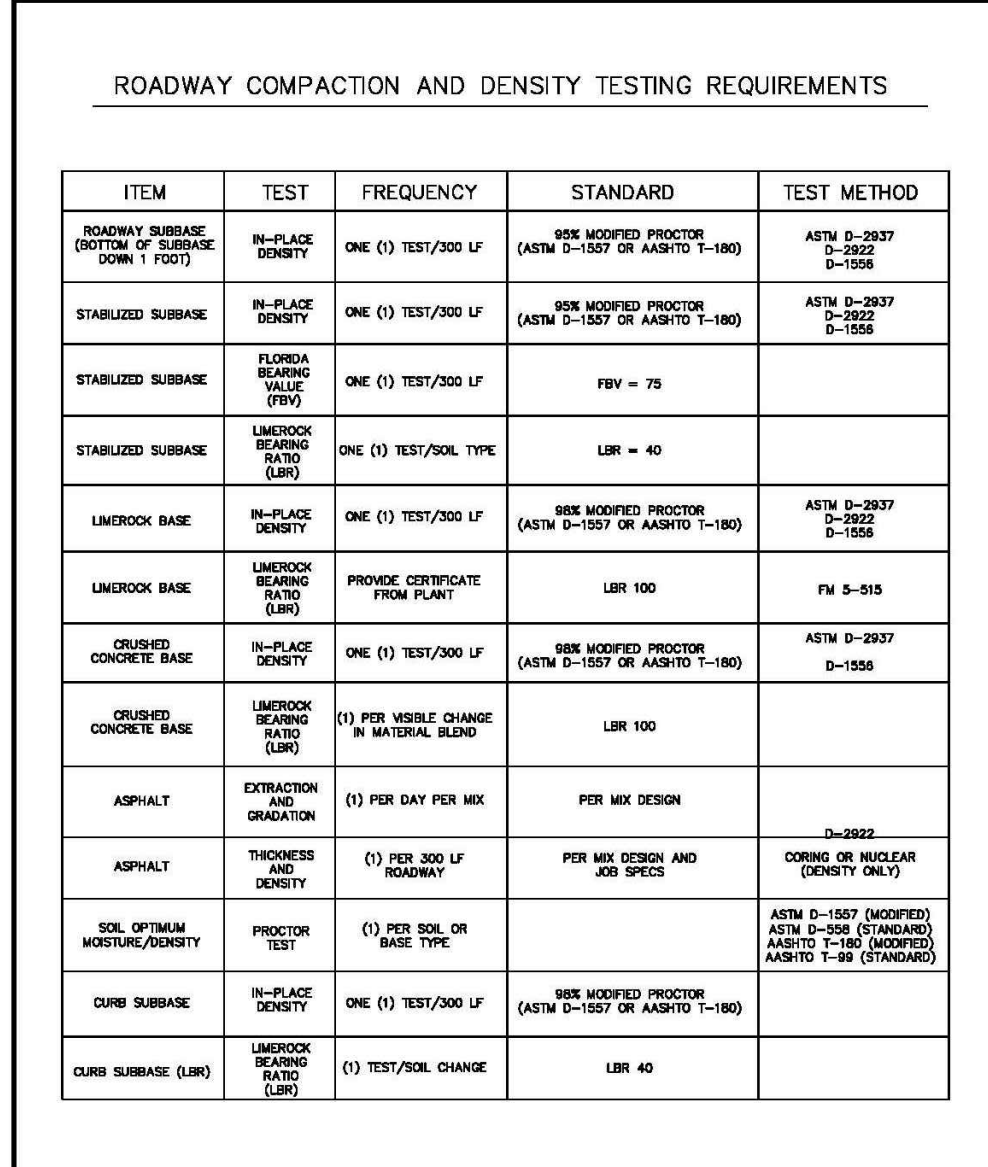 ROADWAY COMPACTION AND DENSITY TESTING REQUIREMENTS
ITEM TEST FREQUENCY STANDARD TEST METHOD
ROADWAY SUBBASE
(BOTTOM OF SUBBASE
DOWN 1 FOOT)
IN-PLACE
DENSITY
ONE (1) TEST/300 LF
95% MODIFIED PROCTOR
(ASTM D-1557 OR AASHTO T-180)
ASTM D-2937
D-2922
D-1556
STABILIZED SUBBASE
IN-PLACE
DENSITY
ONE (1) TEST/300 LF
95% MODIFIED PROCTOR
(ASTM D-1557 OR AASHTO T-180)
ASTM D-2937
D-2922
D-1556
STABILIZED SUBBASE
FLORIDA
BEARING
VALUE
(FBV)
ONE (1) TEST/300 LF
FBV = 75
STABILIZED SUBBASE
LIMEROCK
BEARING
RATIO
(LBR)
ONE (1) TEST/SOIL TYPE
LBR = 40
LIMEROCK BASE
IN-PLACE
DENSITY
ONE (1) TEST/300 LF
98% MODIFIED PROCTOR
(ASTM D-1557 OR AASHTO T-180)
ASTM D-2937
D-2922
D-1556
LIMEROCK BASE
LIMEROCK
BEARING
RATIO
(LBR)
PROVIDE CERTIFICATE
FROM PLANT
LBR 100
FM 5-515
CRUSHED
CONCRETE BASE
IN-PLACE
DENSITY
ONE (1) TEST/300 LF
98% MODIFIED PROCTOR
(ASTM D-1557 OR AASHTO T-180)
ASTM D-2937
D-1556
CRUSHED
CONCRETE BASE
LIMEROCK
BEARING
RATIO
(LBR)
(1) PER VISIBLE CHANGE
IN MATERIAL BLEND
LBR 100
ASPHALT
EXTRACTION
AND
GRADATION
(1) PER DAY PER MIX
PER MIX DESIGN
D-2922
ASPHALT
THICKNESS
AND
DENSITY
(1) PER 300 LF
ROADWAY
PER MIX DESIGN AND
JOB SPECS
CORING OR NUCLEAR
(DENSITY ONLY)
SOIL OPTIMUM
MOISTURE/DENSITY
PROCTOR
TEST
(1) PER SOIL OR
BASE TYPE
ASTM D-1557 (MODIFIED)
ASTM D-558 (STANDARD)
AASHTO T-180 (MODIFIED)
AASHTO T-99 (STANDARD)
CURB SUBBASE
IN-PLACE
DENSITY
ONE (1) TEST/300 LF
98% MODIFIED PROCTOR
(ASTM D-1557 OR AASHTO T-180)
CURB SUBBASE (LBR)
LIMEROCK
BEARING
RATIO
(LBR)
(1) TEST/SOIL CHANGE
LBR 40